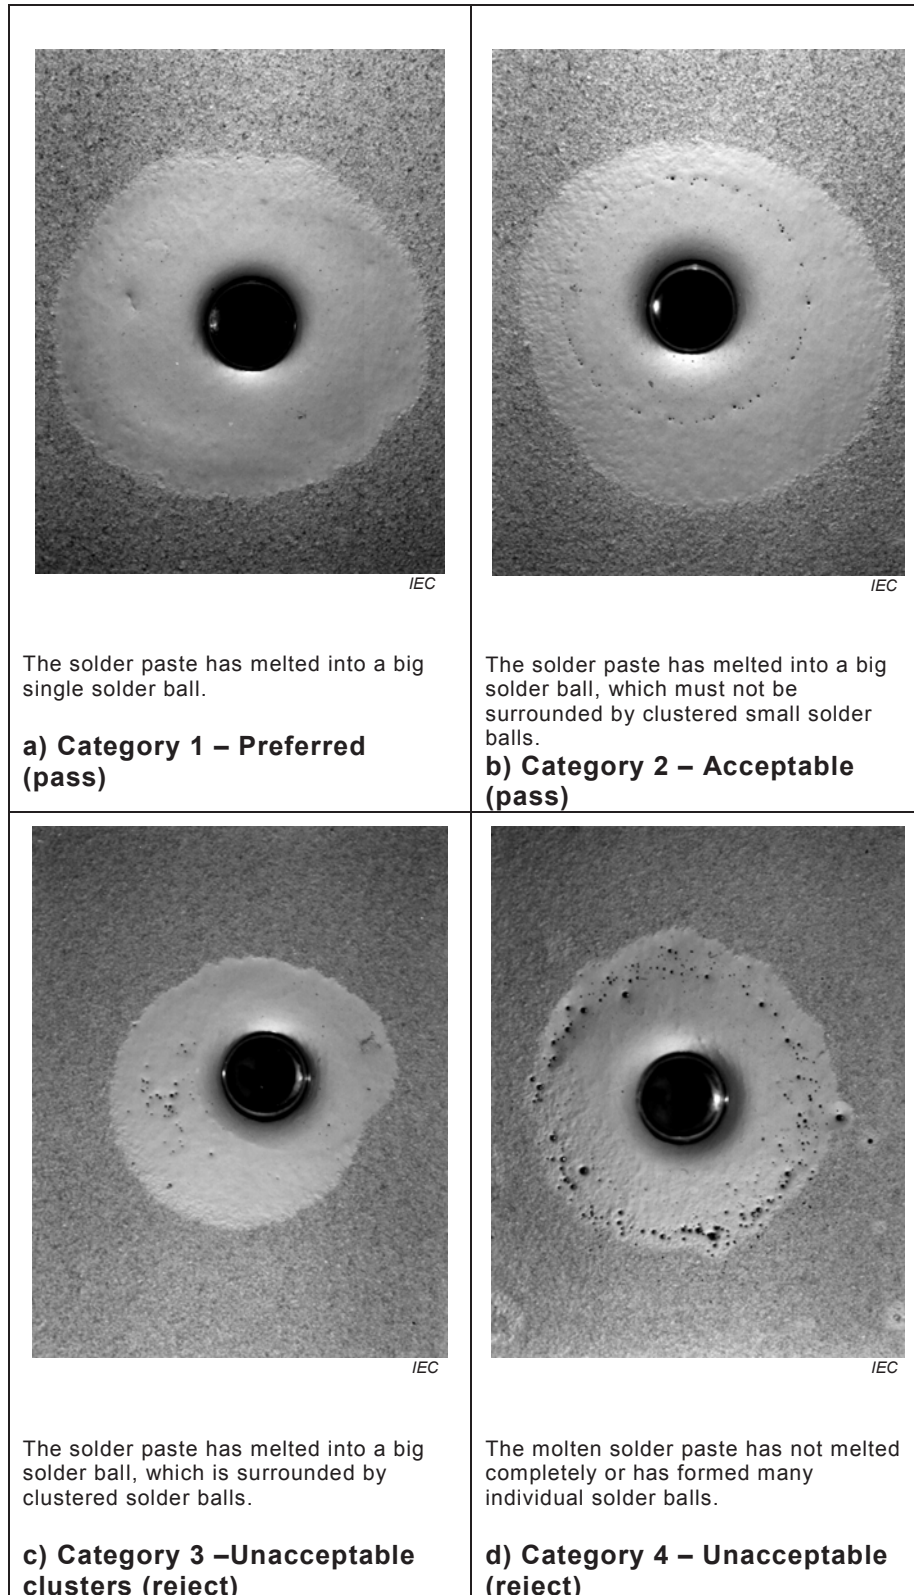 IEC
The solder paste has melted into a big
single solder ball.
a) Category 1 – Preferred
(pass)
IEC
The solder paste has melted into a big
solder ball, which must not be
surrounded by clustered small solder
balls.
b) Category 2 – Acceptable
(pass)
IEC
The solder paste has melted into a big
solder ball, which is surrounded by
clustered solder balls.
c) Category 3 –Unacceptable
clusters (reject)
IEC
The molten solder paste has not melted
completely or has formed many
individual solder balls.
d) Category 4 – Unacceptable
(reject)